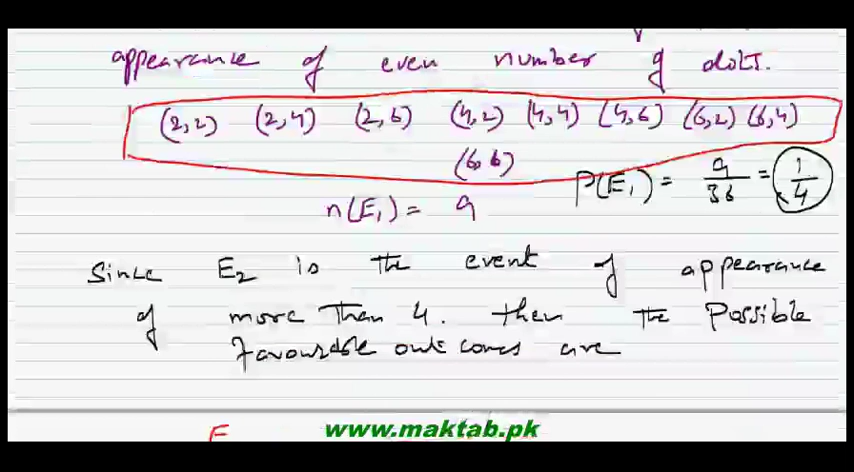 appearance of even number of dots.
(2,2) (2,4) (2,6) (4,2) (4,4) (4,6) (6,2) (6,4)
(6,6)
P(E₁) = 9/36 = 1/4
n(E₁) = 9
Since E₂ is the event of appearance
of more than 4. then the Possible
favourable outcomes are
E
www.maktab.pk